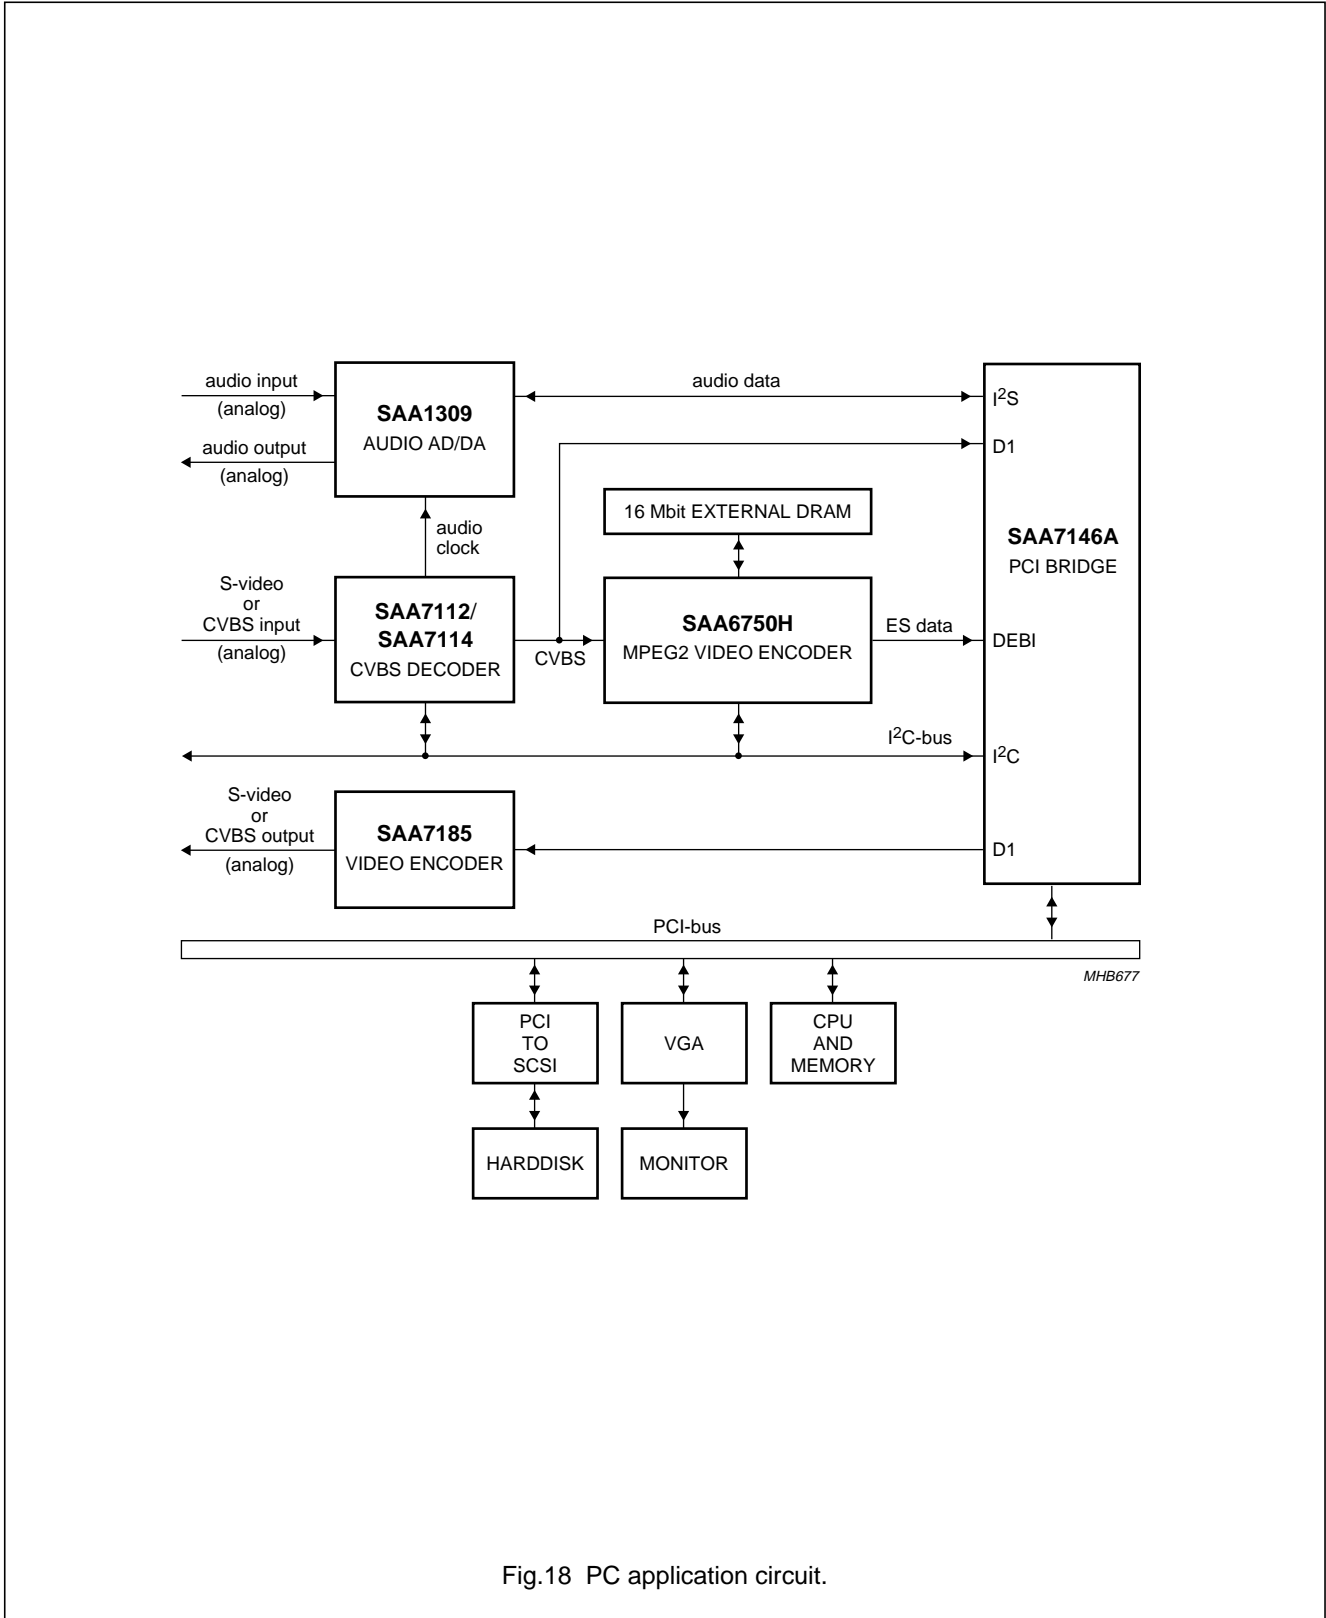 audio input
(analog)
audio output
(analog)
SAA1309
AUDIO AD/DA
audio data
I2S
D1
16 Mbit EXTERNAL DRAM
audio
clock
SAA7146A
PCI BRIDGE
S-video
or
CVBS input
(analog)
SAA7112/
SAA7114
CVBS DECODER
CVBS
SAA6750H
MPEG2 VIDEO ENCODER
ES data
DEBI
I2C-bus
I2C
S-video
or
CVBS output
(analog)
SAA7185
VIDEO ENCODER
D1
PCI-bus
MHB677
PCI
TO
SCSI
VGA
CPU
AND
MEMORY
HARDDISK
MONITOR
Fig.18 PC application circuit.